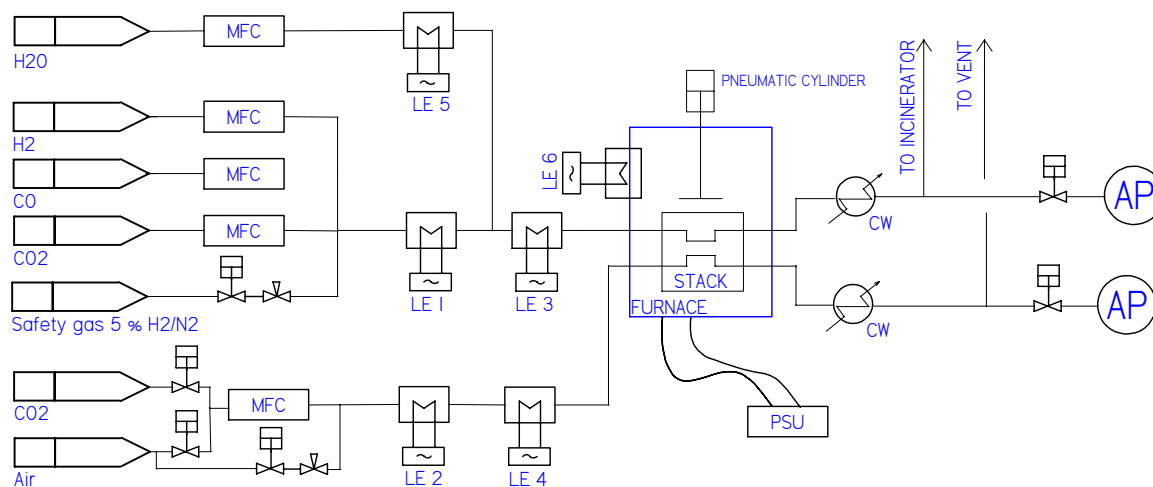 H2O
MFC
LE 5
H2
MFC
CO
MFC
CO2
MFC
LE 1
LE 3
Safety gas 5 % H2/N2
CO2
MFC
Air
LE 2
LE 4
PNEUMATIC CYLINDER
LE 6
STACK
FURNACE
PSU
TO INCINERATOR
TO VENT
CW
AP
CW
AP